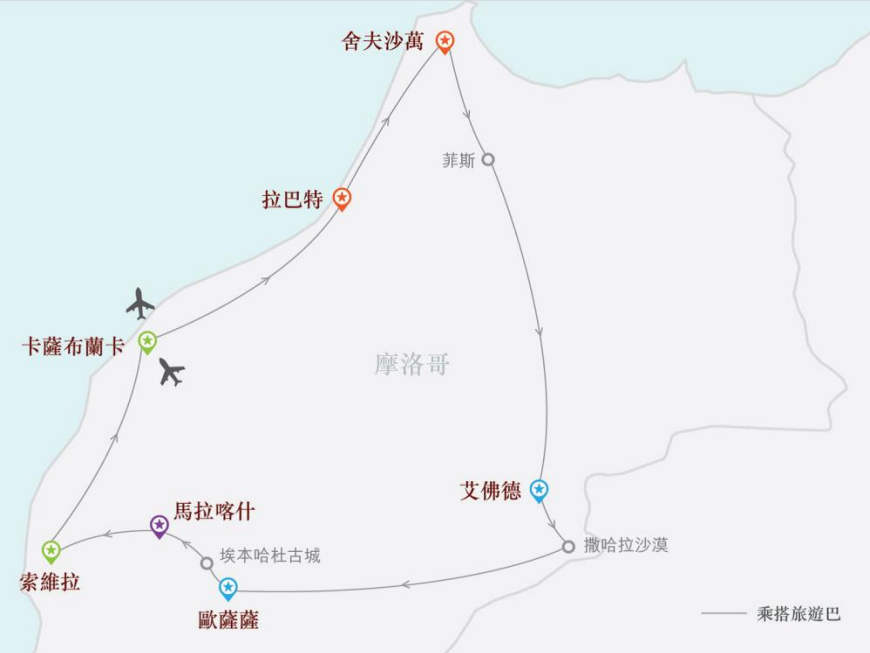 舍夫沙萬
菲斯
拉巴特
卡薩布蘭卡
摩洛哥
艾佛德
馬拉喀什
撒哈拉沙漠
埃本哈杜古城
索維拉
歐薩薩
乘搭旅遊巴